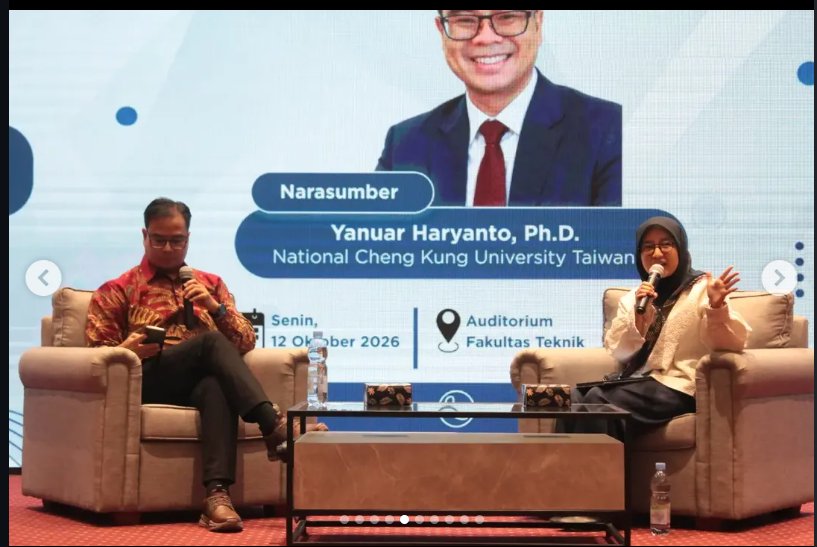 Narasumber
Yanuar Haryanto, Ph.D.
National Cheng Kung University Taiwan
Senin,
12 Oktober 2026
Auditorium
Fakultas Teknik